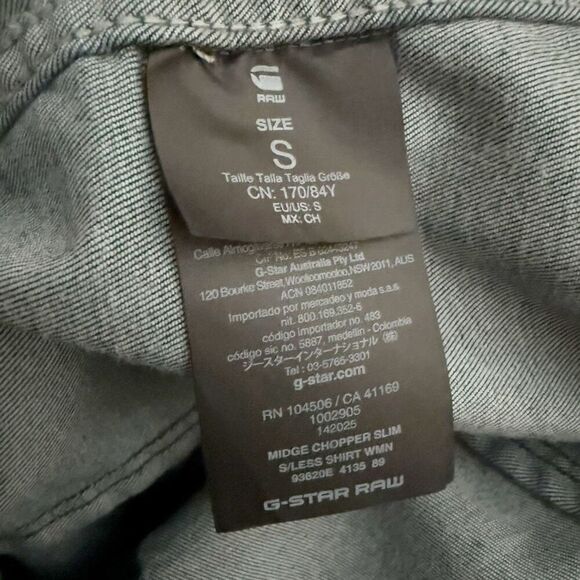 RAW
SIZE
S
Taille Talla Taglia Größe
CN: 170/84Y
EU/US: S
MX: CH
G-Star Australia Pty Ltd
120 Bourke Street, Woolloomooloo, NSW2011, AUS
ACN 084011852
Importado por mercadeo y moda s.a.s.
nit. 800.169.352-6
código importador no. 483
código sic no. 5887, medellin - Colombia
ジースターインターナショナル (株)
Tel : 03-5765-3301
g-star.com
RN 104506 / CA 41169
1002905
142025
MIDGE CHOPPER SLIM
S/LESS SHIRT WMN
93620E 4135 89
G-STAR RAW